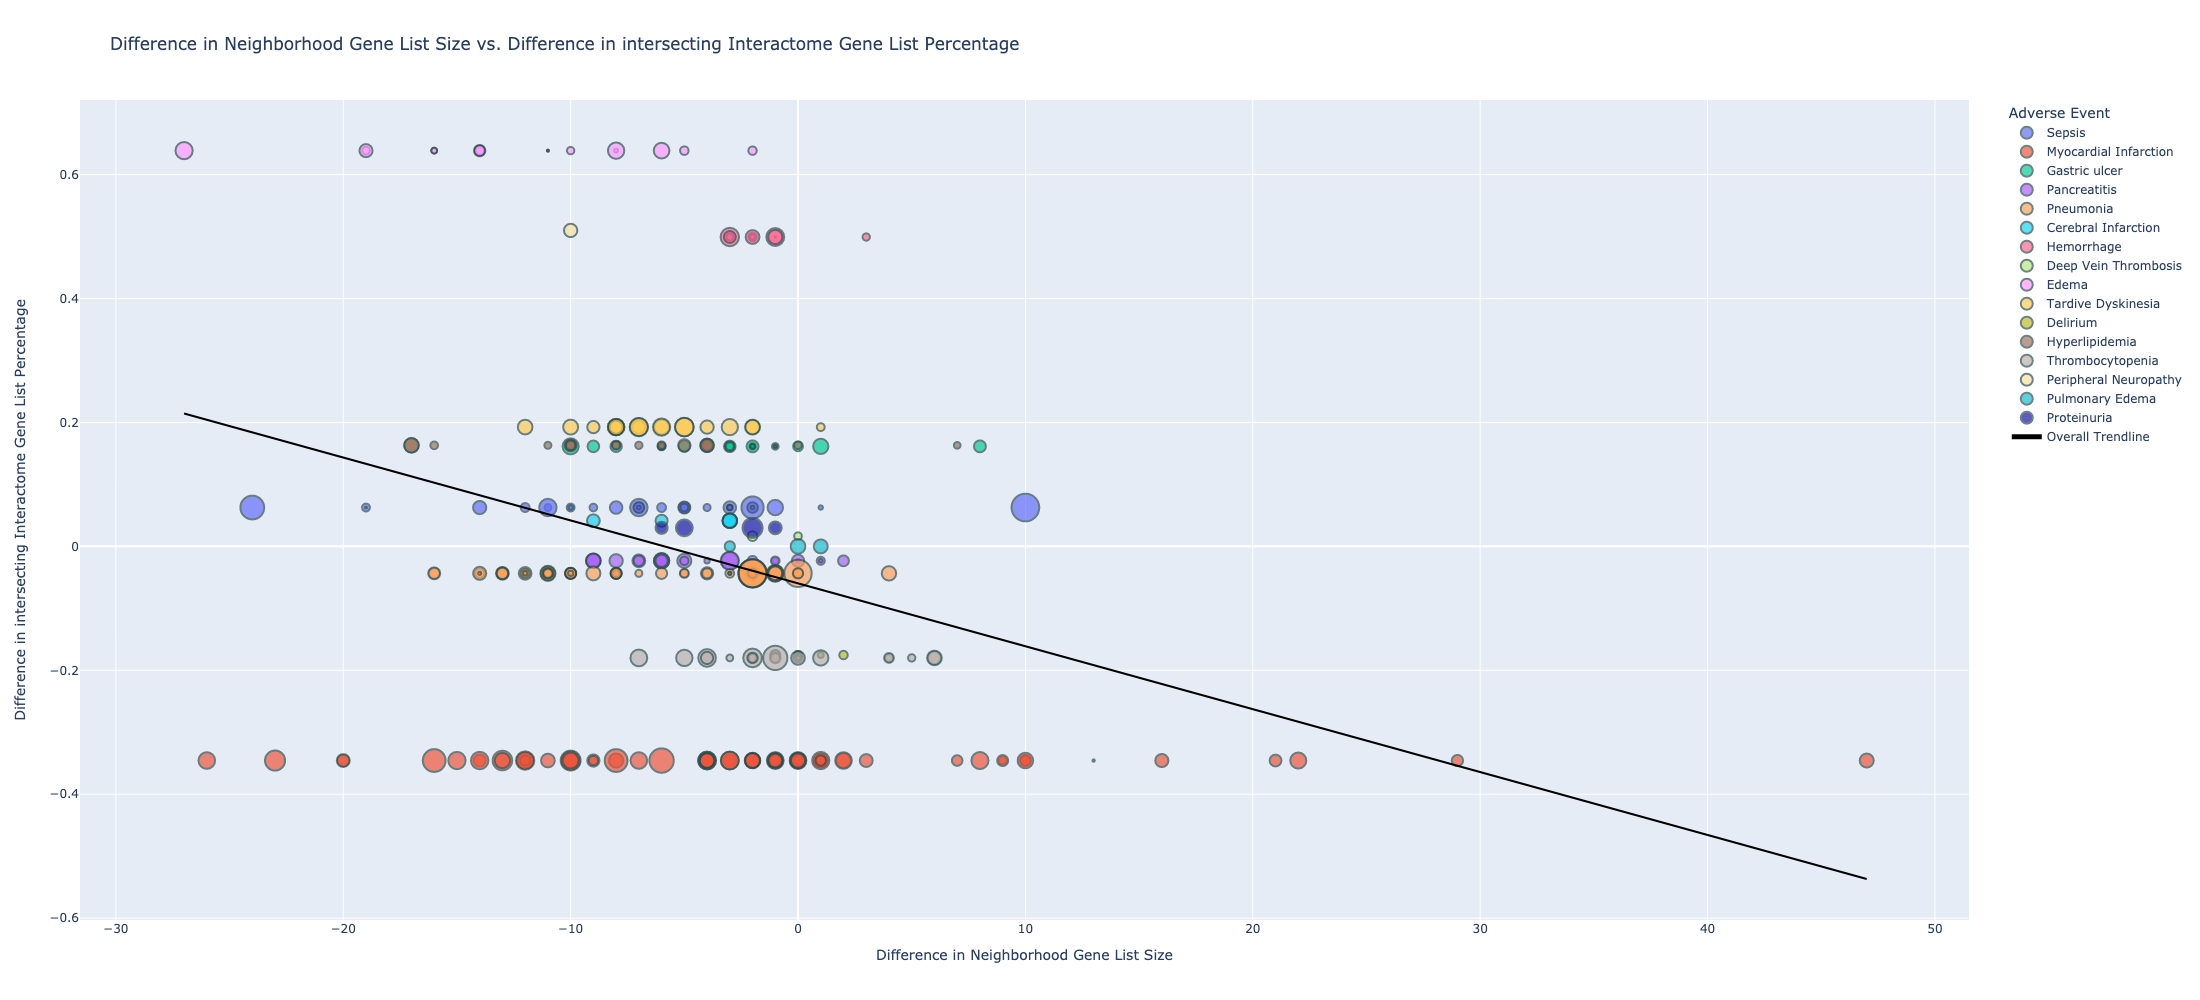 Difference in Neighborhood Gene List Size vs. Difference in intersecting Interactome Gene List Percentage
Difference in intersecting Interactome Gene List Percentage
0.6
0.4
0.2
0
−0.2
−0.4
−0.6
−30
−20
−10
0
10
20
30
40
50
Difference in Neighborhood Gene List Size
Adverse Event
Sepsis
Myocardial Infarction
Gastric ulcer
Pancreatitis
Pneumonia
Cerebral Infarction
Hemorrhage
Deep Vein Thrombosis
Edema
Tardive Dyskinesia
Delirium
Hyperlipidemia
Thrombocytopenia
Peripheral Neuropathy
Pulmonary Edema
Proteinuria
Overall Trendline